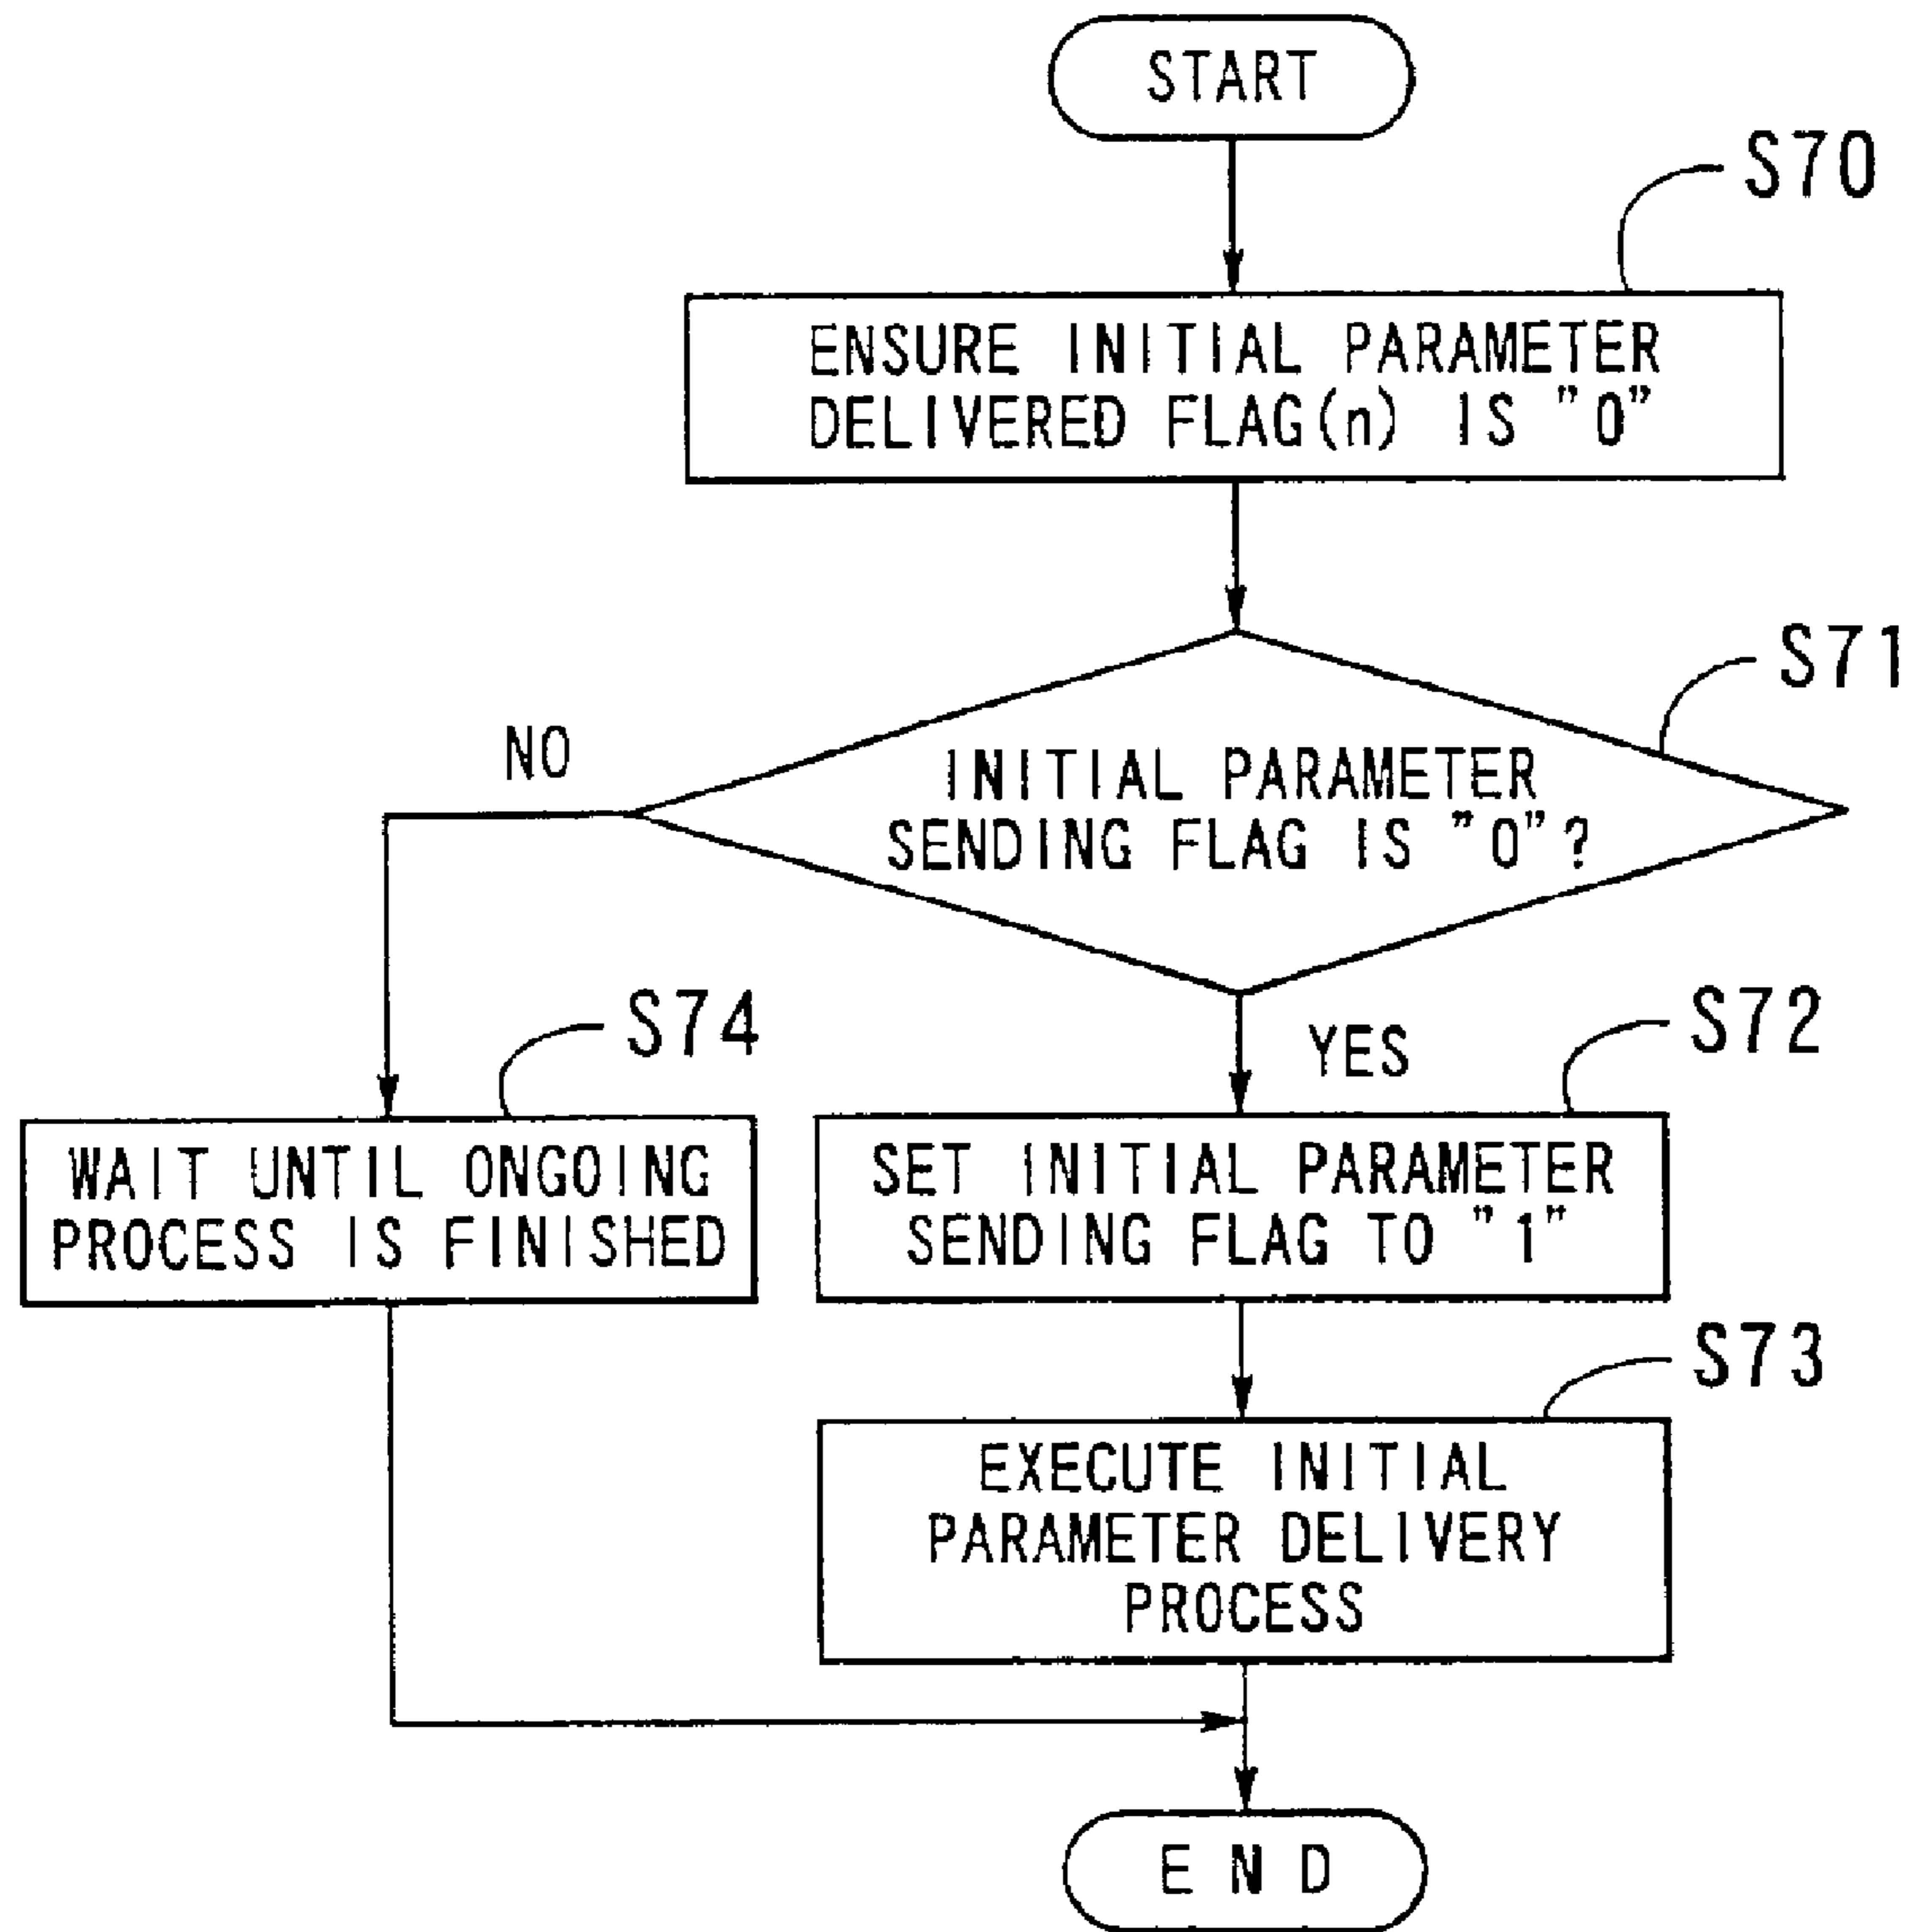 START
S70
ENSURE INITIAL PARAMETER
DELIVERED FLAG(n) IS "0"
S71
NO
INITIAL PARAMETER
SENDING FLAG IS "0"?
S74
YES
S72
WAIT UNTIL ONGOING
PROCESS IS FINISHED
SET INITIAL PARAMETER
SENDING FLAG TO "1"
S73
EXECUTE INITIAL
PARAMETER DELIVERY
PROCESS
END